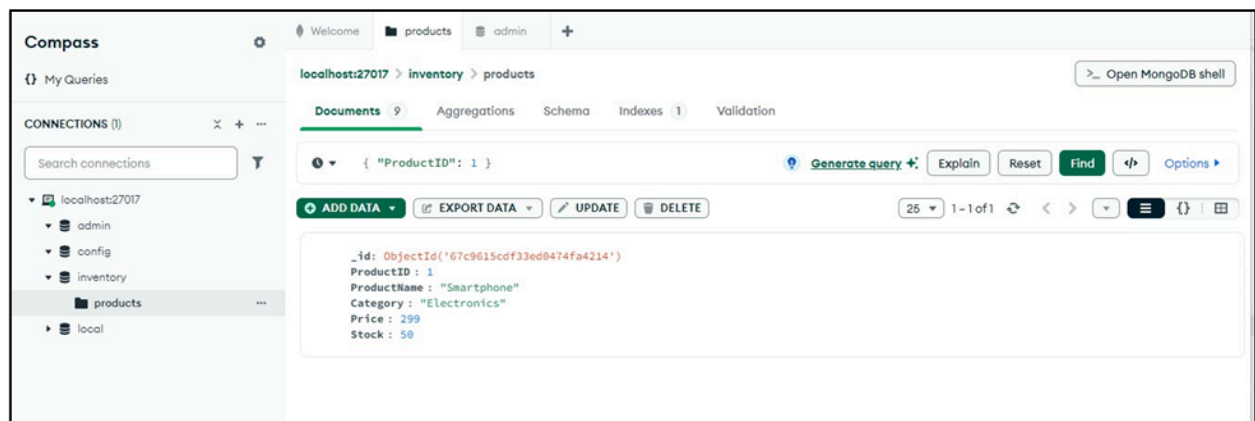 Compass
{} My Queries
CONNECTIONS (1)
Search connections
localhost:27017
admin
config
inventory
products
local
Welcome products admin
localhost:27017 > inventory > products
>_ Open MongoDB shell
Documents 9 Aggregations Schema Indexes 1 Validation
{ "ProductID": 1 }
Generate query Explain Reset Find </> Options
ADD DATA EXPORT DATA UPDATE DELETE
25 1-1 of 1 {}
_id: ObjectId('67c9615cdf33ed0474fa4214')
ProductID : 1
ProductName : "Smartphone"
Category : "Electronics"
Price : 299
Stock : 50